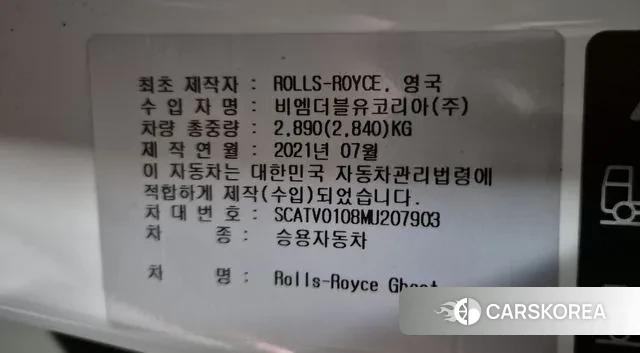 최초 제작자 : ROLLS-ROYCE, 영국
수 입 자 명 : 비엠더블유코리아(주)
차량 총중량 : 2,890(2,840)KG
제 작 연 월 : 2021년 07월
이 자동차는 대한민국 자동차관리법령에
적합하게 제작(수입)되었습니다.
차 대 번 호 : SCATV0108MU207903
차 종 : 승용자동차
차 명 : Rolls-Royce Ghost
CARSKOREA